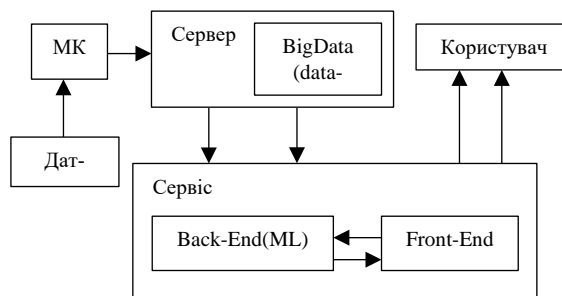 МК
Сервер
BigData
(data-
Користувач
Дат-
Сервіс
Back-End(ML)
Front-End